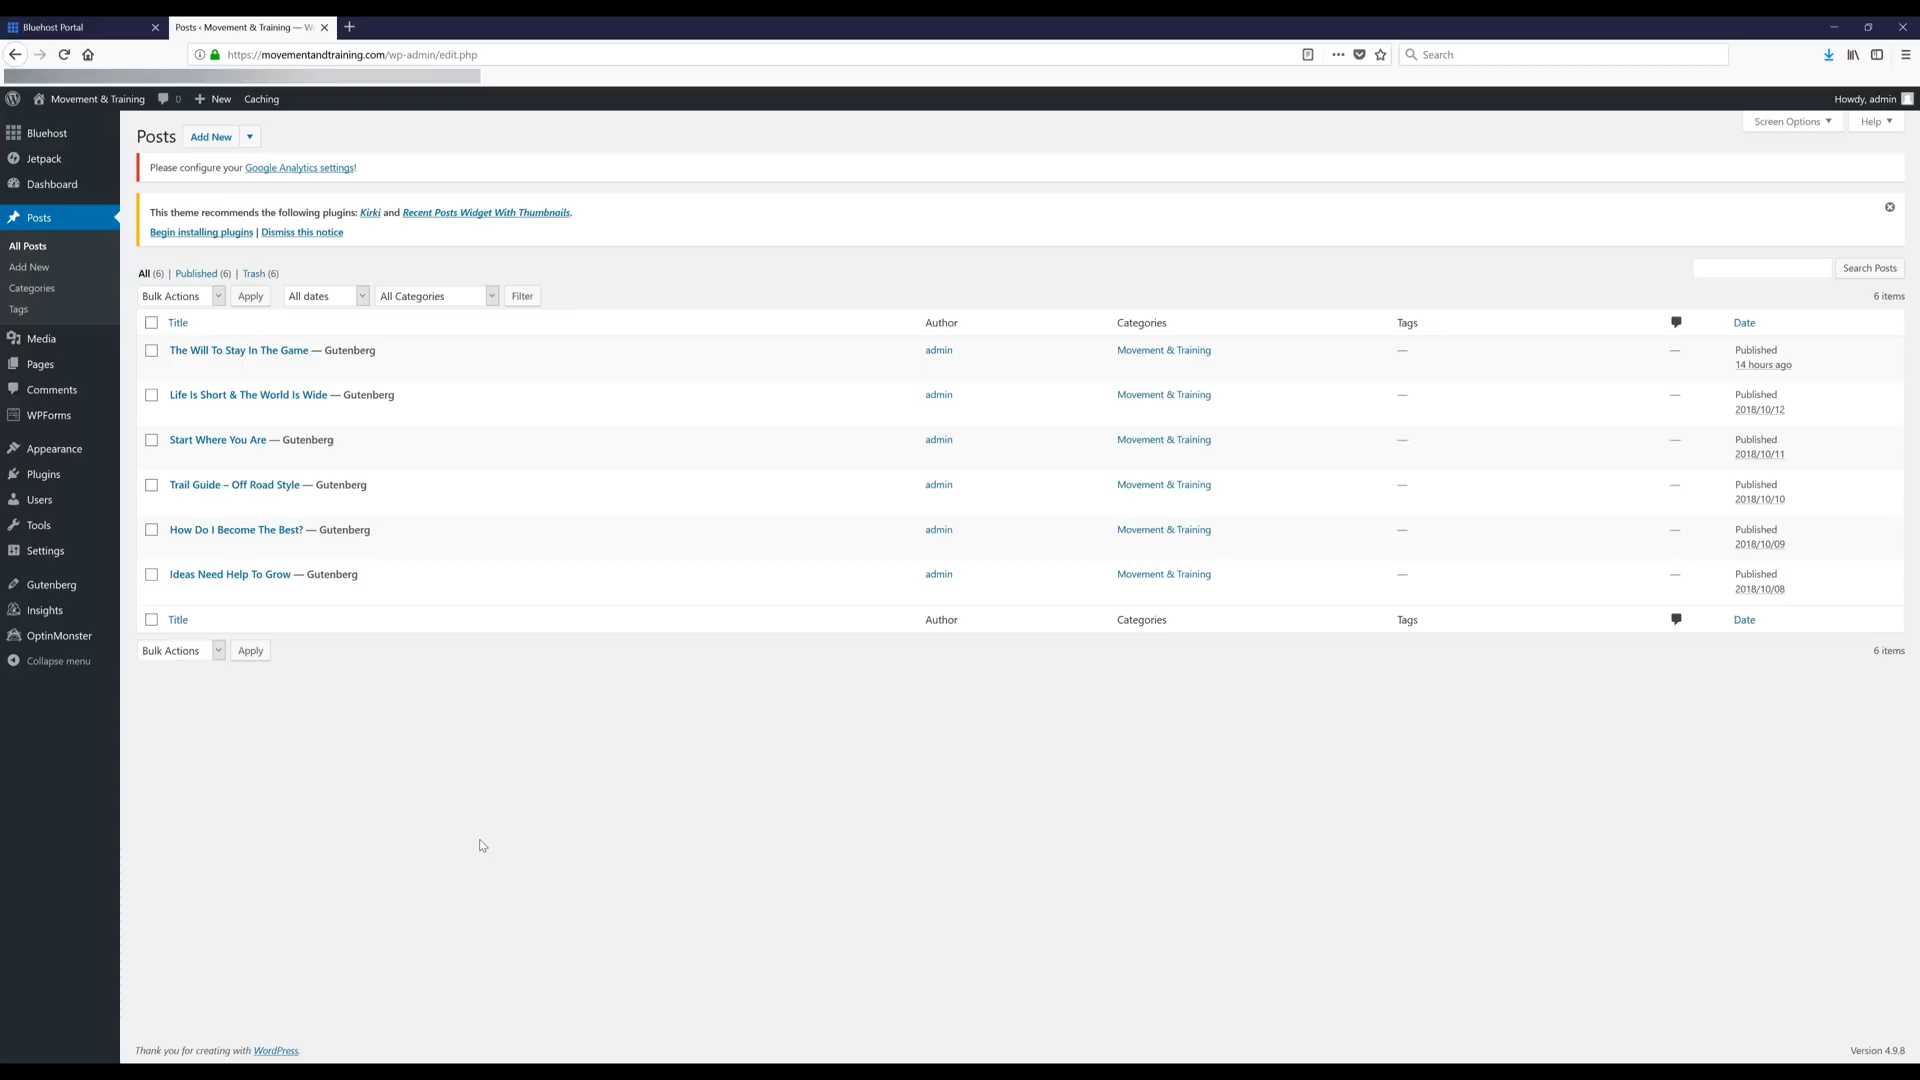 Bluehost Portal
Posts ‹ Movement & Training — W
https://movementandtraining.com/wp-admin/edit.php
Search
Movement & Training 0 New Caching Howdy, admin
Bluehost
Jetpack
Dashboard
Posts
All Posts
Add New
Categories
Tags
Media
Pages
Comments
WPForms
Appearance
Plugins
Users
Tools
Settings
Gutenberg
Insights
OptinMonster
Collapse menu
Posts Add New
Screen Options Help
Please configure your Google Analytics settings!
This theme recommends the following plugins: Kirki and Recent Posts Widget With Thumbnails.
Begin installing plugins | Dismiss this notice
All (6) | Published (6) | Trash (6)
Search Posts
Bulk Actions Apply All dates All Categories Filter 6 items
Title Author Categories Tags Date
The Will To Stay In The Game — Gutenberg admin Movement & Training — — Published
14 hours ago
Life Is Short & The World Is Wide — Gutenberg admin Movement & Training — — Published
2018/10/12
Start Where You Are — Gutenberg admin Movement & Training — — Published
2018/10/11
Trail Guide – Off Road Style — Gutenberg admin Movement & Training — — Published
2018/10/10
How Do I Become The Best? — Gutenberg admin Movement & Training — — Published
2018/10/09
Ideas Need Help To Grow — Gutenberg admin Movement & Training — — Published
2018/10/08
Title Author Categories Tags Date
Bulk Actions Apply 6 items
Thank you for creating with WordPress.
Version 4.9.8